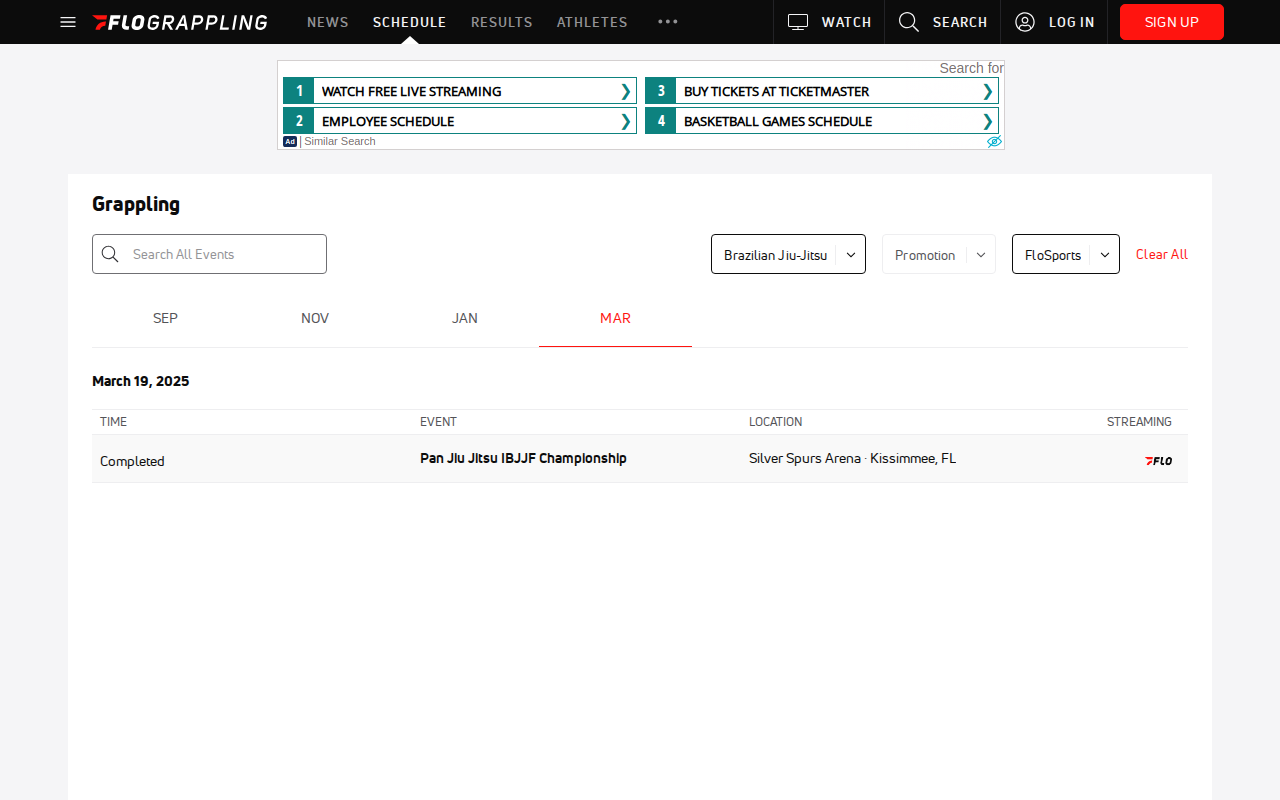 FLOGRAPPLING NEWS SCHEDULE RESULTS ATHLETES ••• WATCH SEARCH LOG IN SIGN UP
Search for
1 WATCH FREE LIVE STREAMING ❯
2 EMPLOYEE SCHEDULE ❯
3 BUY TICKETS AT TICKETMASTER ❯
4 BASKETBALL GAMES SCHEDULE ❯
Ad | Similar Search
Grappling
Search All Events Brazilian Jiu-Jitsu Promotion FloSports Clear All
SEP NOV JAN MAR
March 19, 2025
TIME EVENT LOCATION STREAMING
Completed Pan Jiu Jitsu IBJJF Championship Silver Spurs Arena · Kissimmee, FL FLO